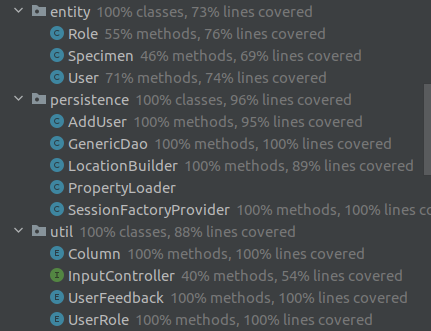 entity 100% classes, 73% lines covered
Role 55% methods, 76% lines covered
Specimen 46% methods, 69% lines covered
User 71% methods, 74% lines covered
persistence 100% classes, 96% lines covered
AddUser 100% methods, 95% lines covered
GenericDao 100% methods, 100% lines covered
LocationBuilder 100% methods, 89% lines covered
PropertyLoader
SessionFactoryProvider 100% methods, 100% lines c
util 100% classes, 88% lines covered
Column 100% methods, 100% lines covered
InputController 40% methods, 54% lines covered
UserFeedback 100% methods, 100% lines covered
UserRole 100% methods, 100% lines covered